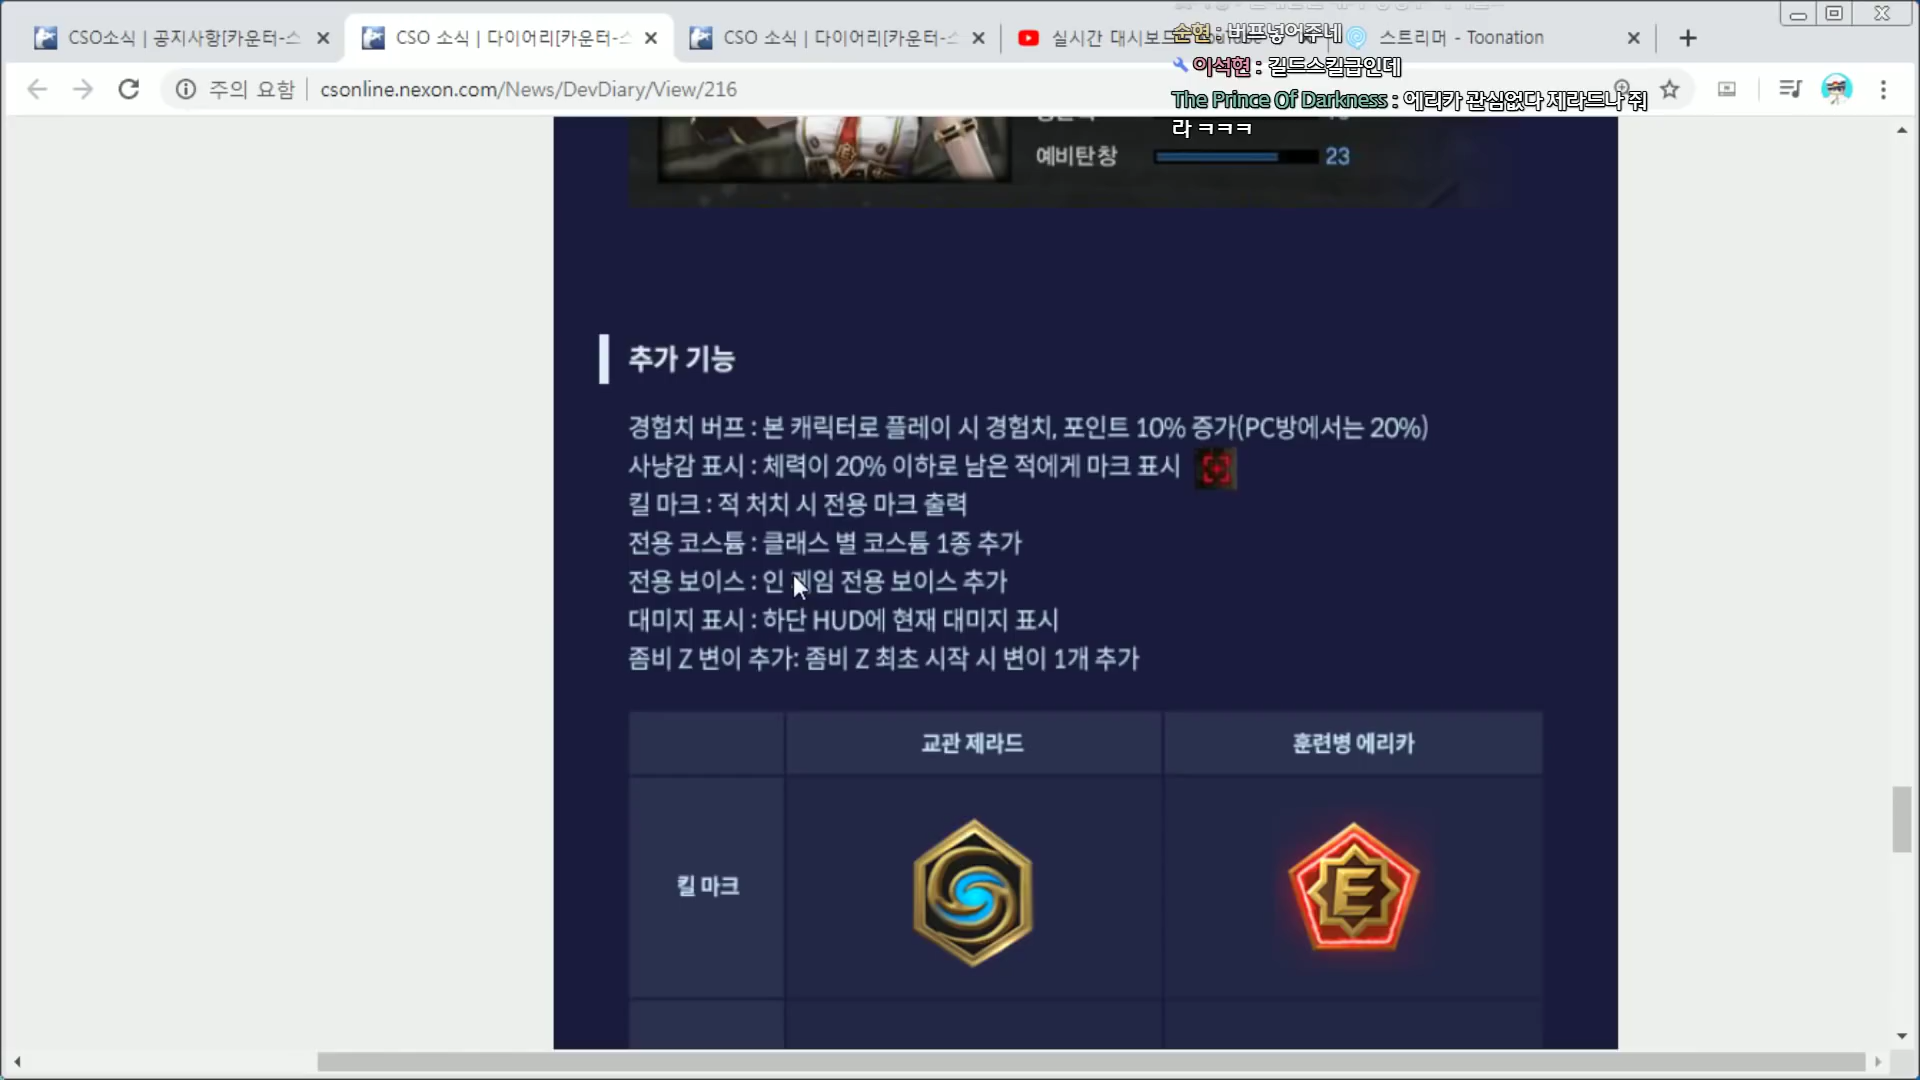 CSO소식 | 공지사항[카운터-스
CSO 소식 | 다이어리[카운터-스
CSO 소식 | 다이어리[카운터-스
실시간 대시보드
스트리머 - Toonation
순현 : 버프넣어주네
이석현 : 길드스킬급인데
The Prince Of Darkness : 에리카 관심없다 제라드나 줘
라 ㅋㅋㅋ
주의 요함
csonline.nexon.com/News/DevDiary/View/216
예비탄창
23
추가 기능
경험치 버프 : 본 캐릭터로 플레이 시 경험치, 포인트 10% 증가(PC방에서는 20%)
사냥감 표시 : 체력이 20% 이하로 남은 적에게 마크 표시
킬 마크 : 적 처치 시 전용 마크 출력
전용 코스튬 : 클래스 별 코스튬 1종 추가
전용 보이스 : 인 게임 전용 보이스 추가
대미지 표시 : 하단 HUD에 현재 대미지 표시
좀비 Z 변이 추가: 좀비 Z 최초 시작 시 변이 1개 추가
교관 제라드
훈련병 에리카
킬 마크
E